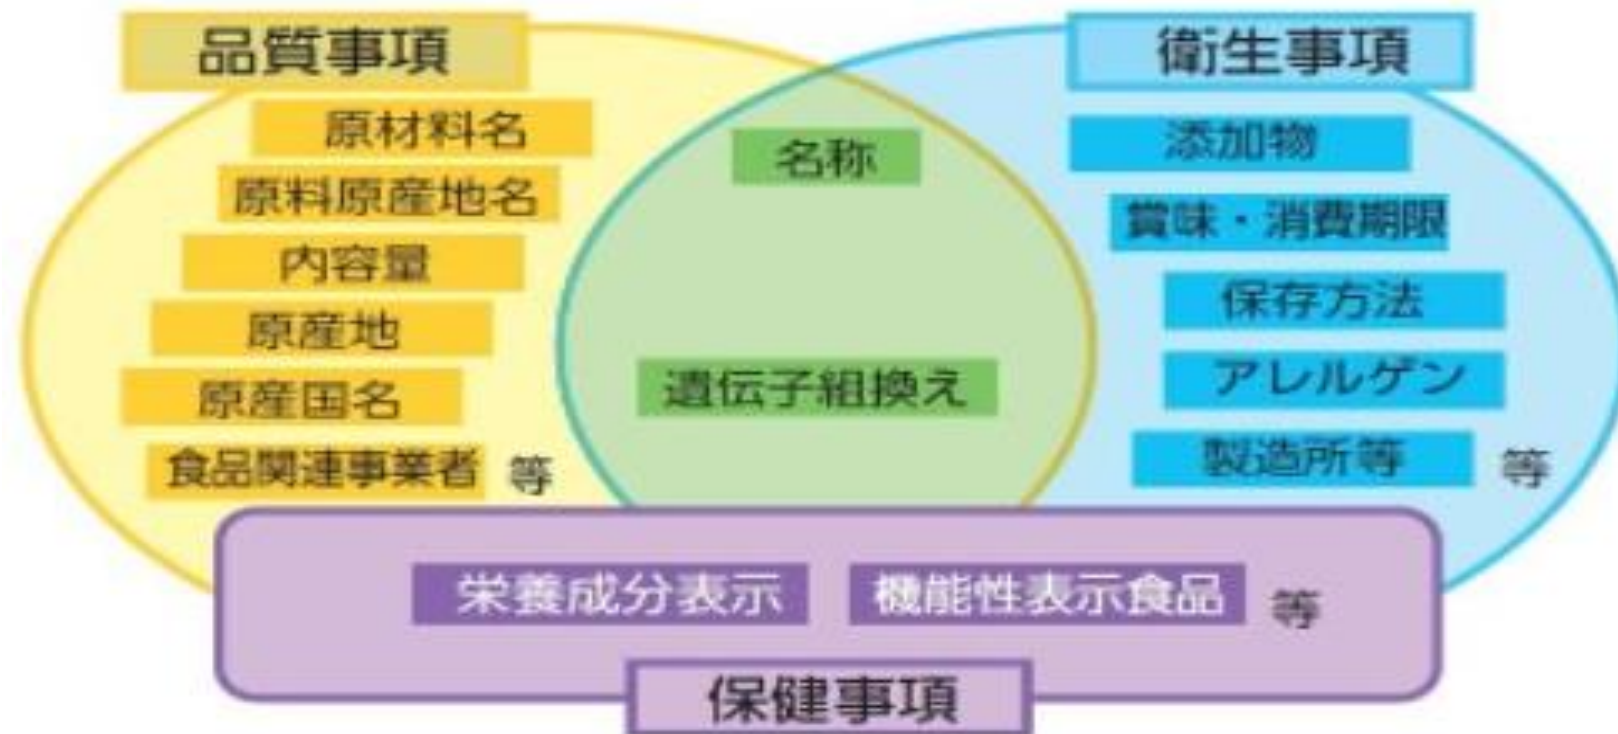 品質事項
原材料名
原料原産地名
内容量
原産地
原産国名
食品関連事業者 等
名称
遺伝子組換え
衛生事項
添加物
賞味・消費期限
保存方法
アレルゲン
製造所等 等
栄養成分表示 機能性表示食品 等
保健事項